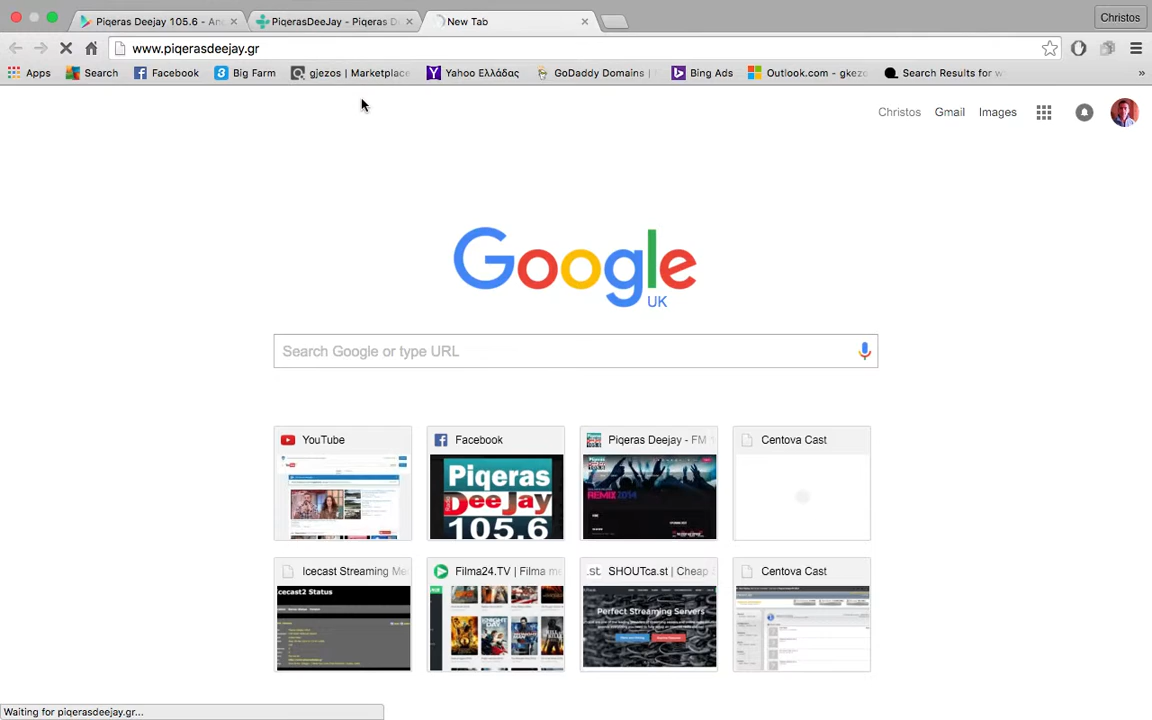 Piqeras Deejay 105.6 - An
PiqerasDeeJay - Piqeras D
New Tab
Christos
www.piqerasdeejay.gr
Apps
Search
Facebook
Big Farm
gjezos | Marketplace
Yahoo Ελλάδας
GoDaddy Domains |
Bing Ads
Outlook.com - gkezo
Search Results for w
»
Christos
Gmail
Images
Google
UK
Search Google or type URL
YouTube
Facebook
Piqeras Deejay - FM
Centova Cast
Piqeras
DeeJay
105.6
REMIX 2014
Icecast Streaming Me
Filma24.TV | Filma m
SHOUTca.st | Cheap
Centova Cast
cecast2 Status
Perfect Streaming Servers
Waiting for piqerasdeejay.gr...